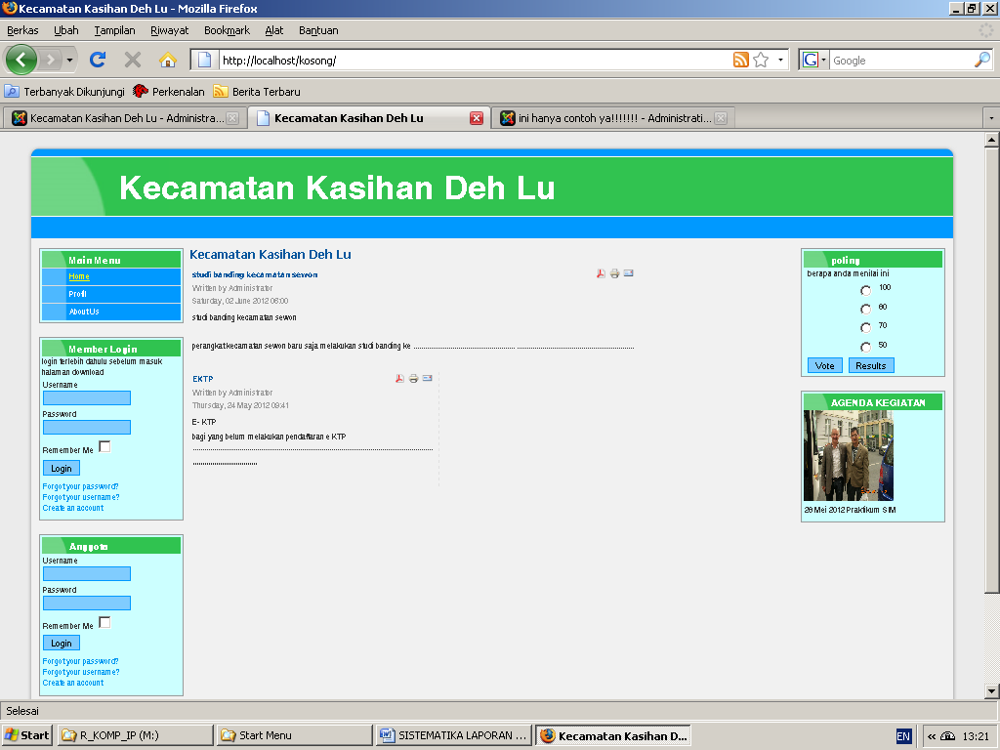 Kecamatan Kasihan Deh Lu - Mozilla Firefox
Berkas Ubah Tampilan Riwayat Bookmark Alat Bantuan
http://localhost/kosong/
Google
Terbanyak Dikunjungi Perkenalan Berita Terbaru
Kecamatan Kasihan Deh Lu - Administra...
Kecamatan Kasihan Deh Lu
ini hanya contoh ya!!!!!!! - Administrati...
Kecamatan Kasihan Deh Lu
Main Menu
Home
Profil
About Us
Member Login
login terlebih dahulu sebelum masuk
halaman download
Username
Password
Remember Me
Login
Forgot your password?
Forgot your username?
Create an account
Anggota
Username
Password
Remember Me
Login
Forgot your password?
Forgot your username?
Create an account
Kecamatan Kasihan Deh Lu
studi banding kecamatan sewon
Written by Administrator
Saturday, 02 June 2012 06:00
studi banding kecamatan sewon
perangkat kecamatan sewon baru saja melakukan studi banding ke ........................................................ ................................................................
EKTP
Written by Administrator
Thursday, 24 May 2012 09:41
E- KTP
bagi yang belum melakukan pendaftaran e KTP
....................................................................................................................................
...................................
poling
berapa anda menilai ini
100
80
70
50
Vote Results
AGENDA KEGIATAN
26 Mei 2012 Praktikum SIM
Selesai
Start
R_KOMP_IP (M:)
Start Menu
SISTEMATIKA LAPORAN ...
Kecamatan Kasihan D...
EN
« 13:21